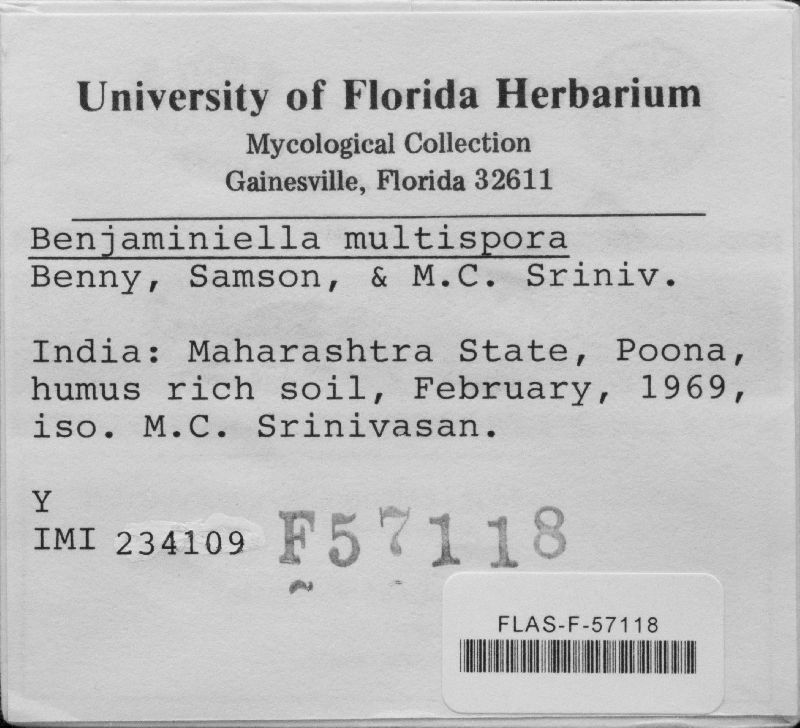 University of Florida Herbarium
Mycological Collection
Gainesville, Florida 32611
Benjaminiella multispora
Benny, Samson, & M.C. Sriniv.
India: Maharashtra State, Poona,
humus rich soil, February, 1969,
iso. M.C. Srinivasan.
Y
IMI 234109
F57118
FLAS-F-57118